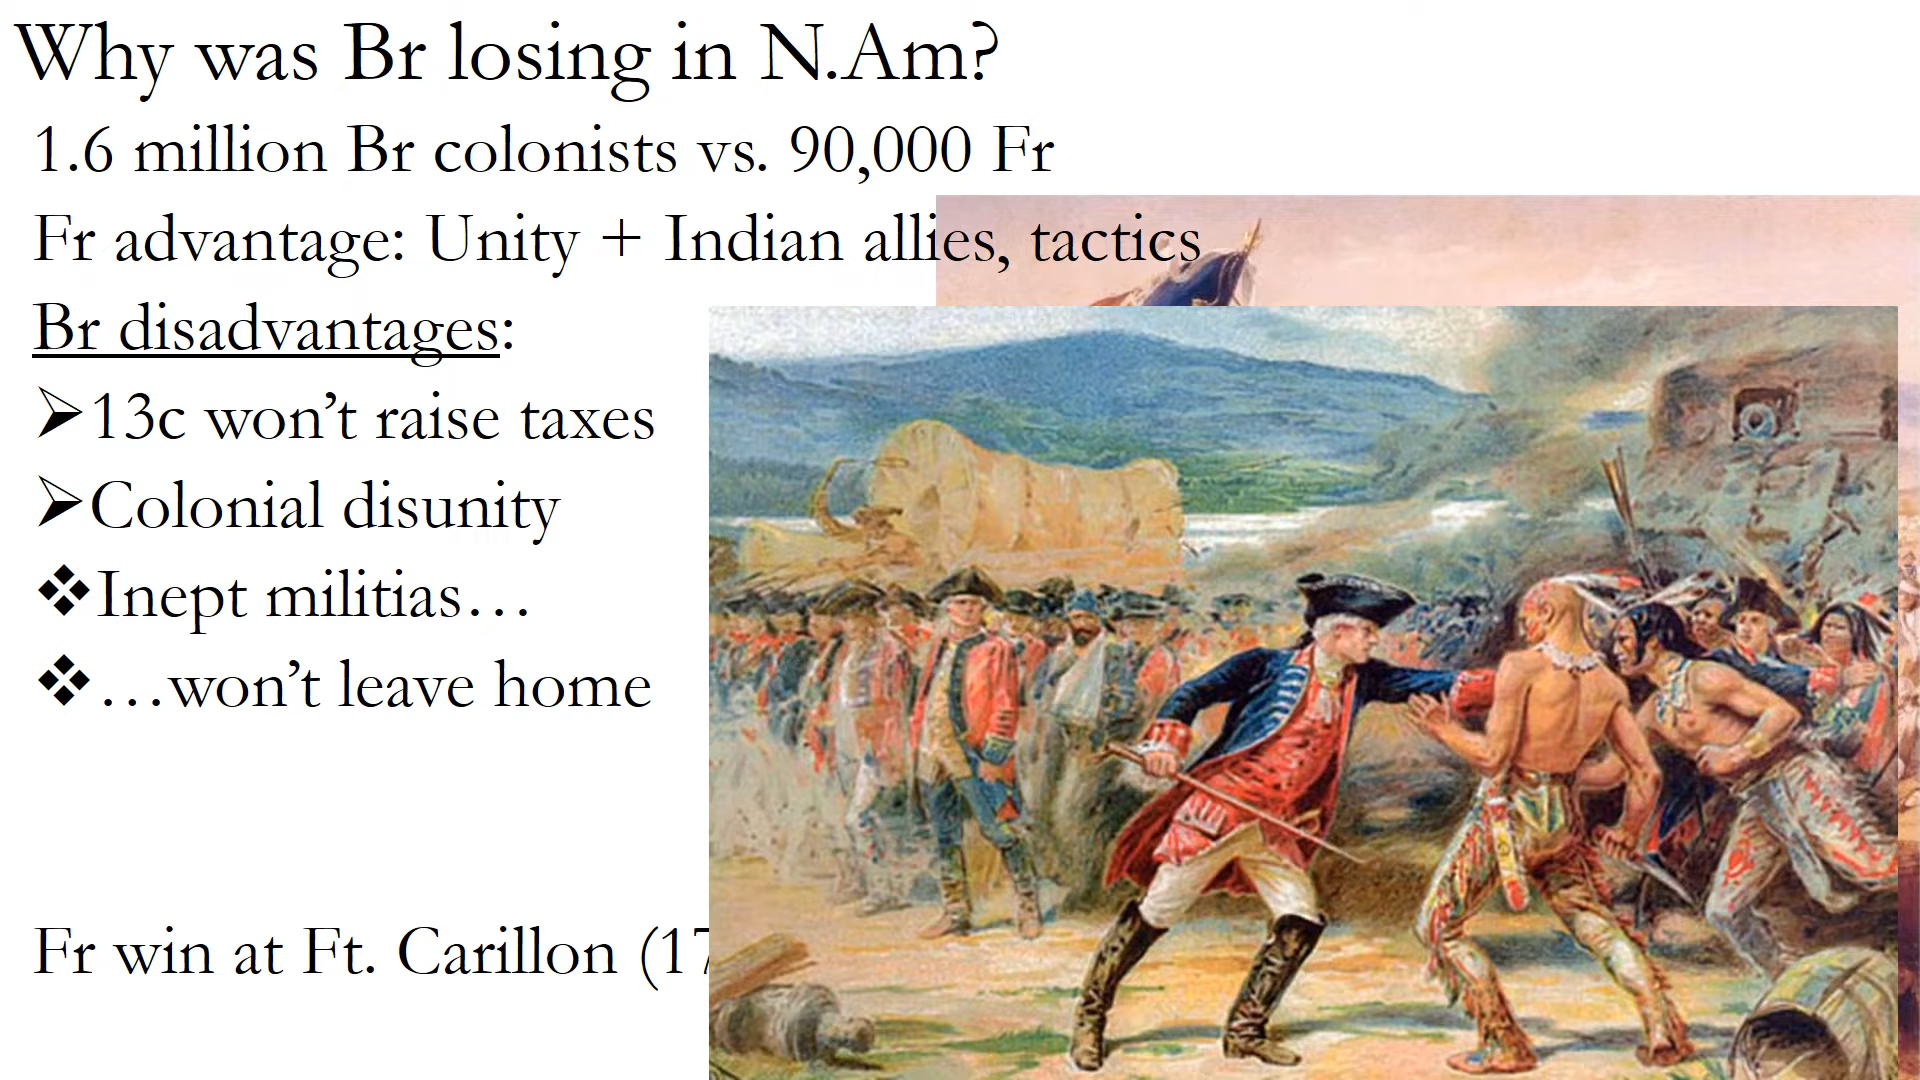 Why was Br losing in N.Am?
1.6 million Br colonists vs. 90,000 Fr
Fr advantage: Unity + Indian allies, tactics
Br disadvantages:
13c won't raise taxes
Colonial disunity
Inept militias…
…won't leave home
Fr win at Ft. Carillon (17